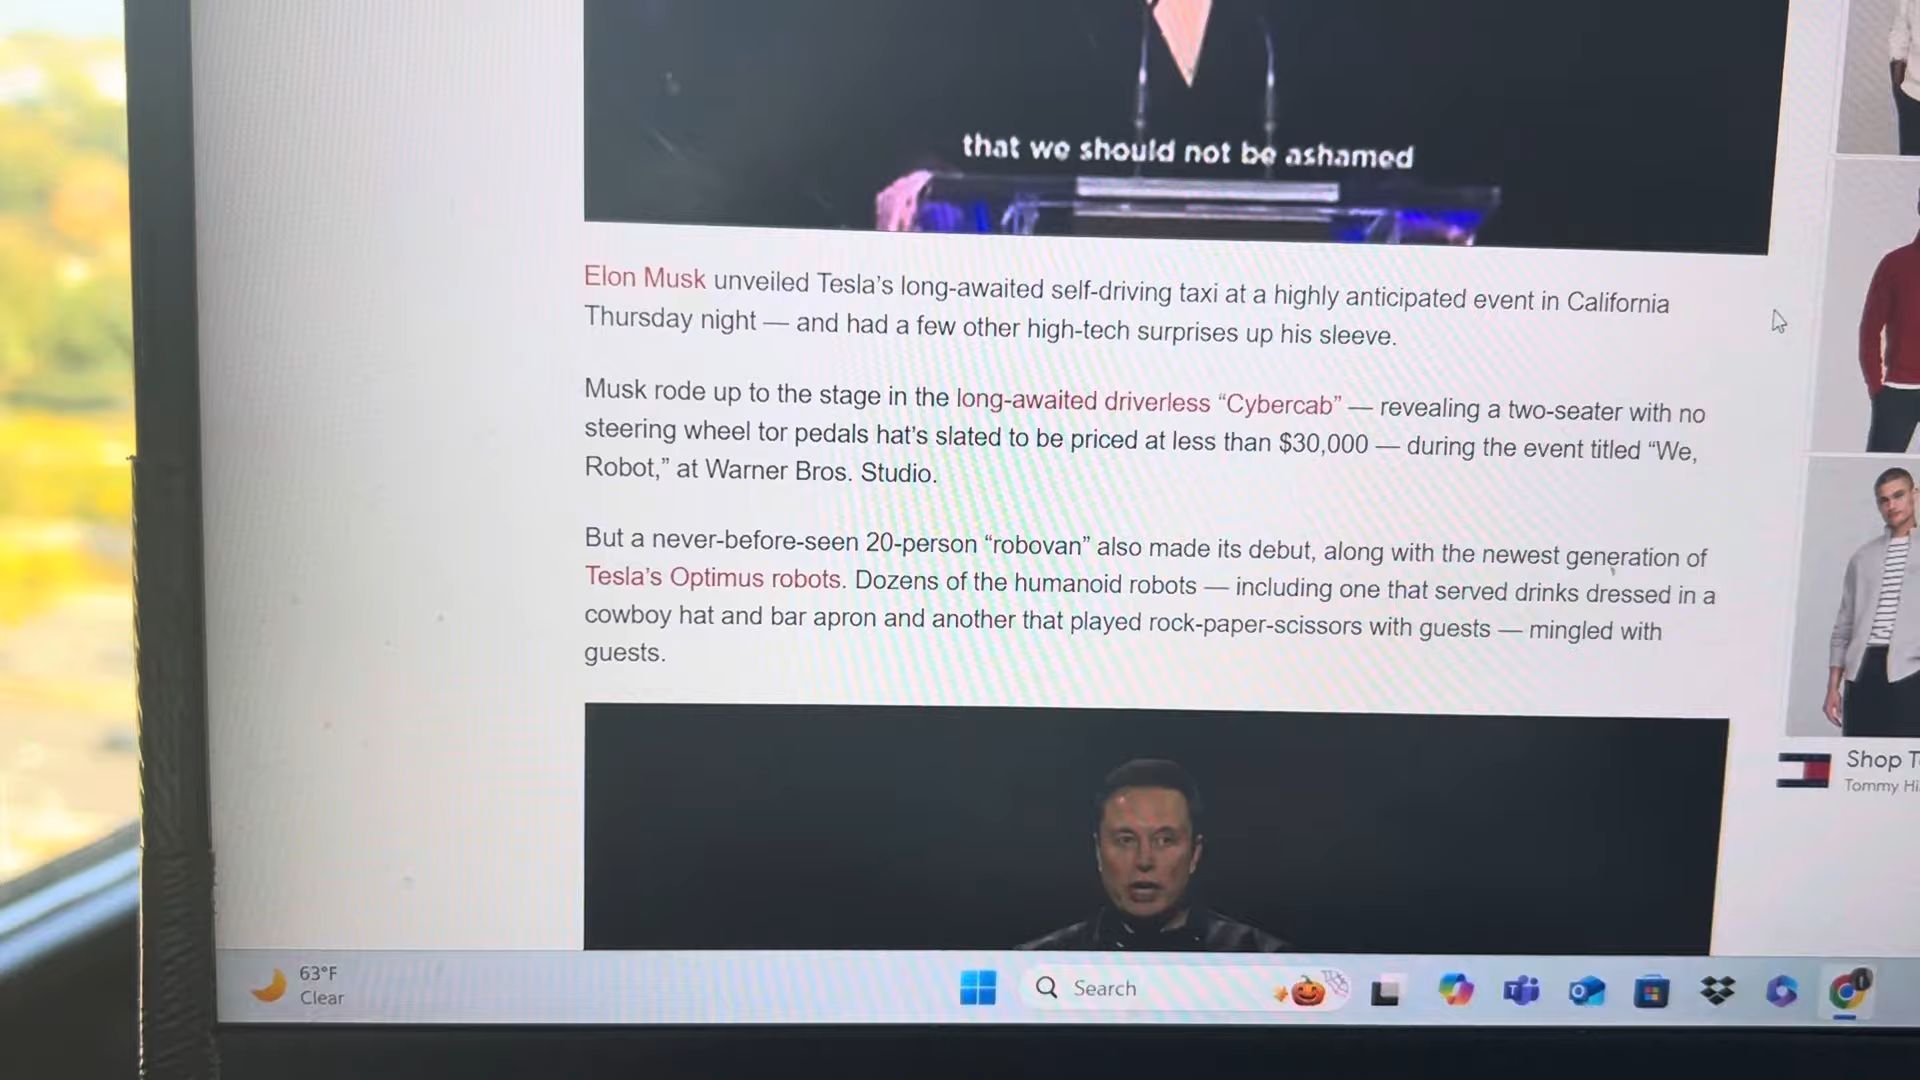 that we should not be ashamed
Elon Musk unveiled Tesla’s long-awaited self-driving taxi at a highly anticipated event in California
Thursday night — and had a few other high-tech surprises up his sleeve.
Musk rode up to the stage in the long-awaited driverless “Cybercab” — revealing a two-seater with no
steering wheel tor pedals hat’s slated to be priced at less than $30,000 — during the event titled “We,
Robot,” at Warner Bros. Studio.
But a never-before-seen 20-person “robovan” also made its debut, along with the newest generation of
Tesla’s Optimus robots. Dozens of the humanoid robots — including one that served drinks dressed in a
cowboy hat and bar apron and another that played rock-paper-scissors with guests — mingled with
guests.
Shop
Tommy
63°F
Clear
Search